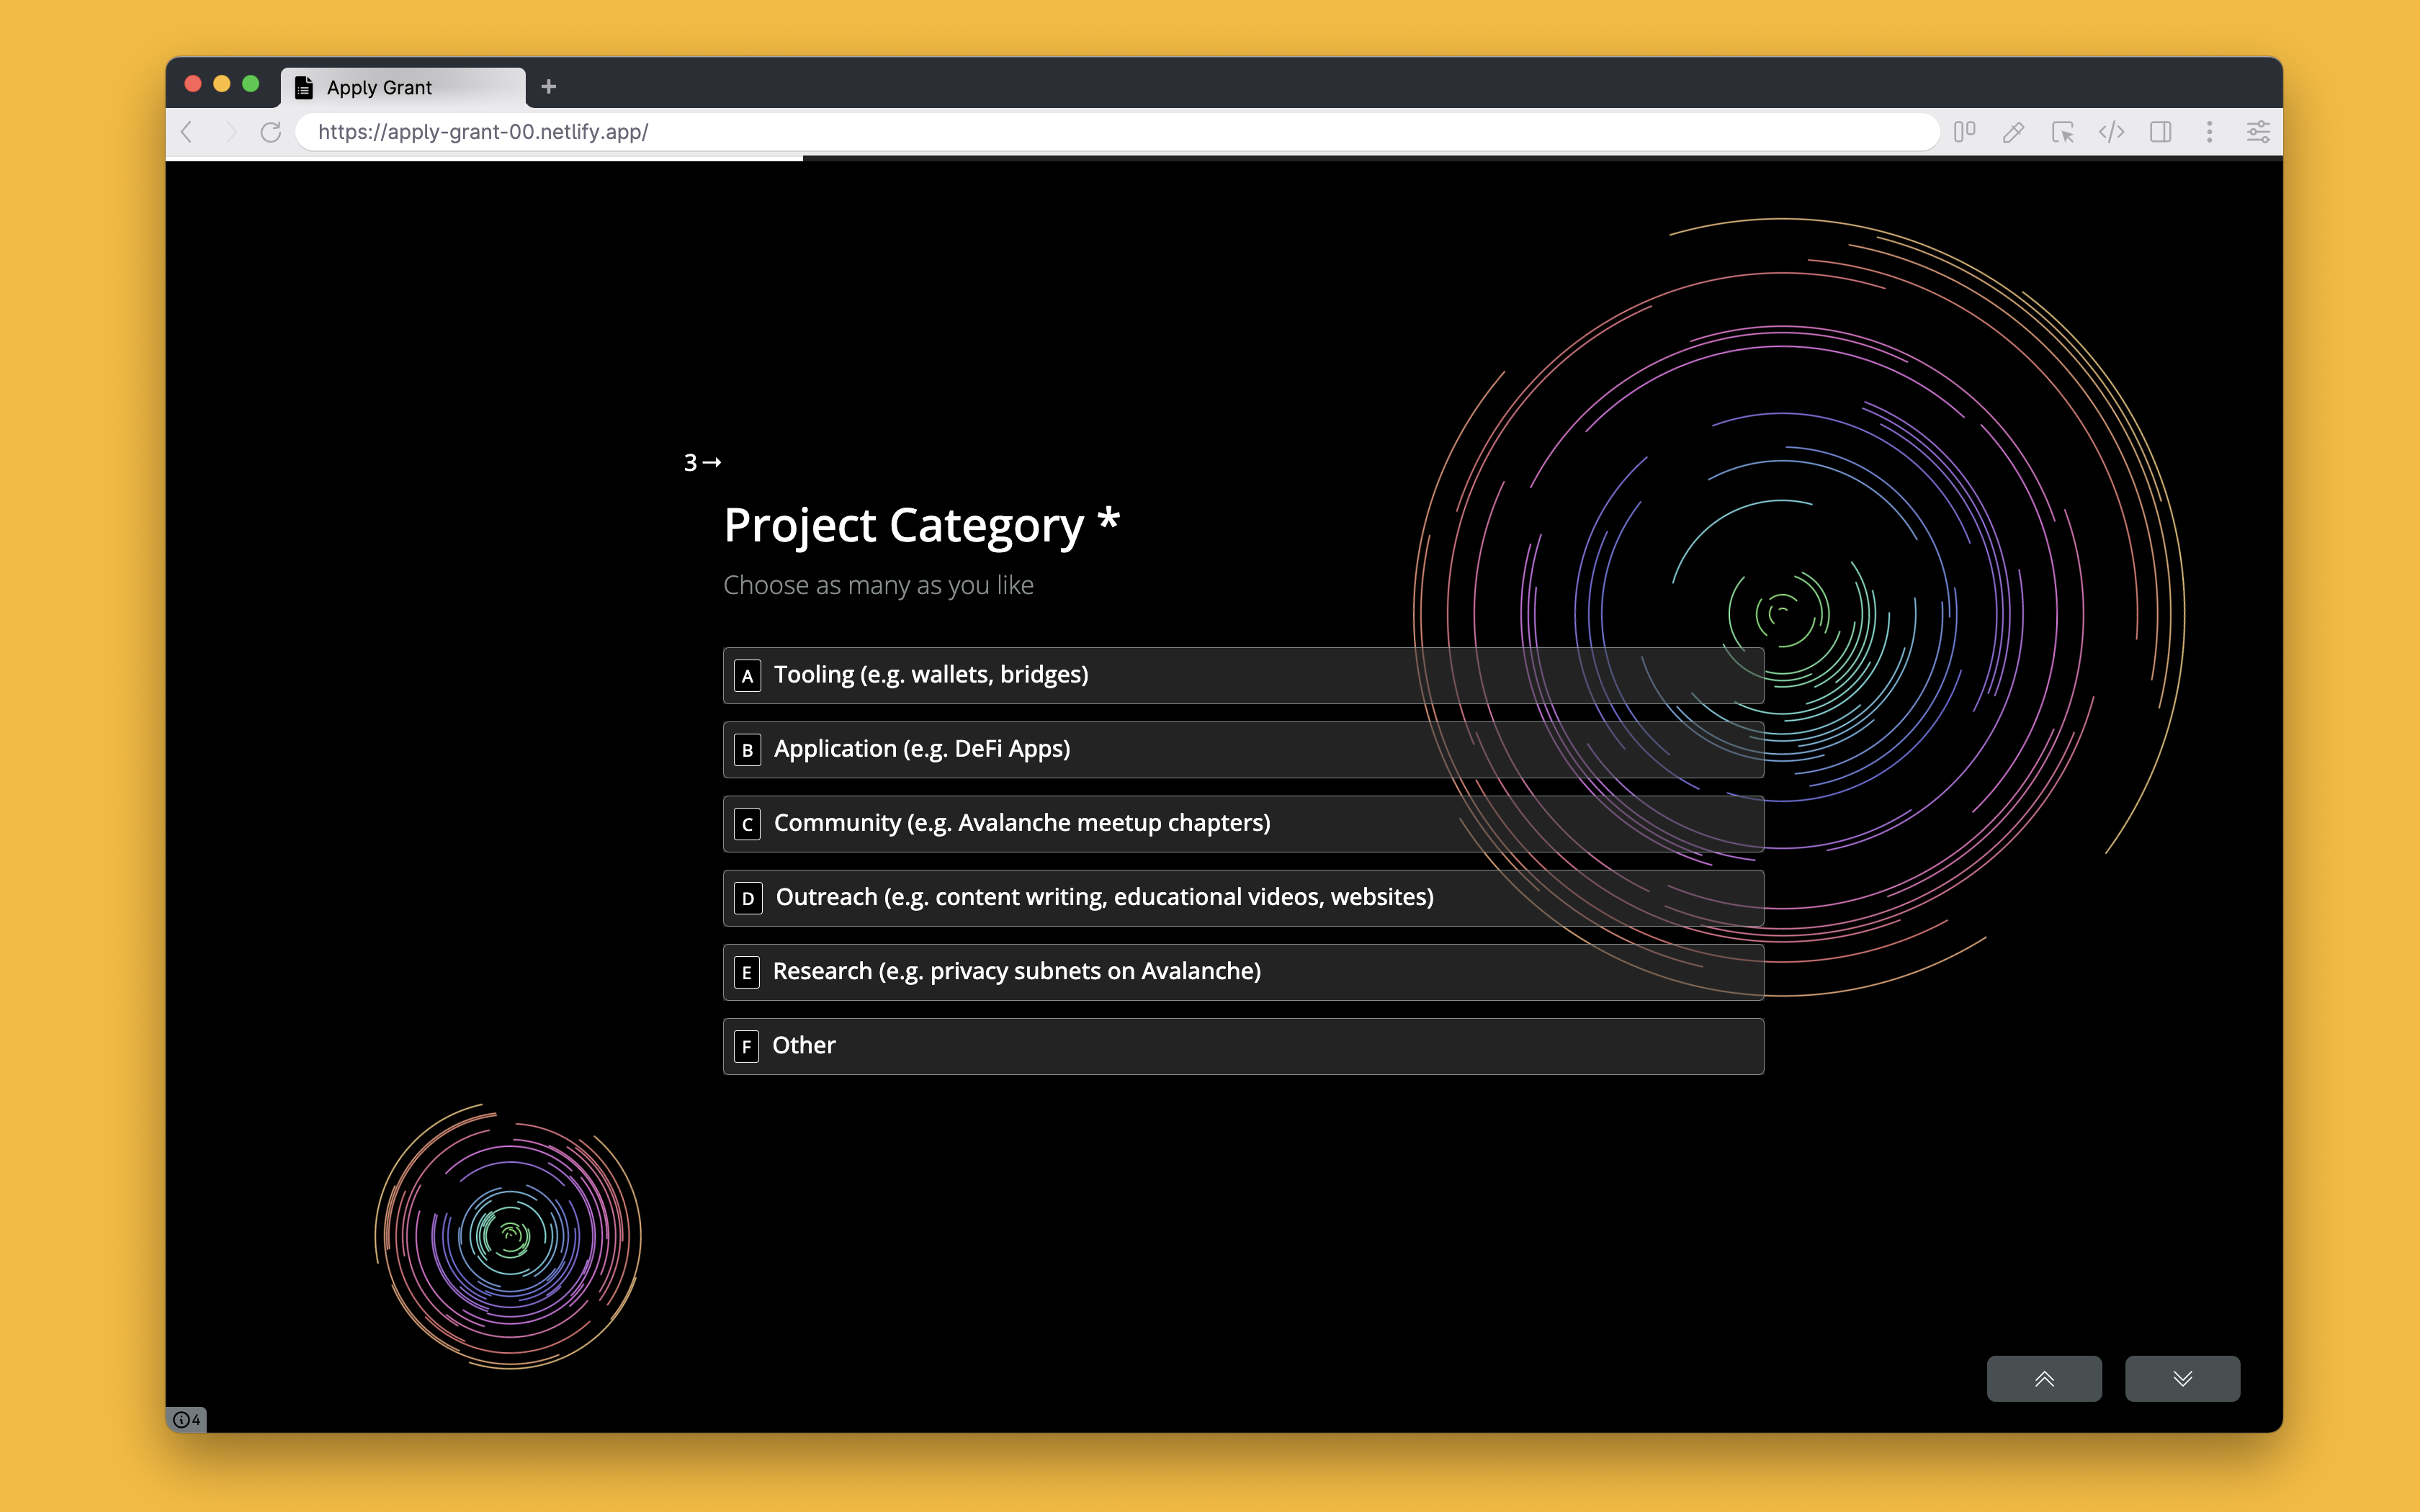 Apply Grant
https://apply-grant-00.netlify.app/
3→
Project Category *
Choose as many as you like
A Tooling (e.g. wallets, bridges)
B Application (e.g. DeFi Apps)
C Community (e.g. Avalanche meetup chapters)
D Outreach (e.g. content writing, educational videos, websites)
E Research (e.g. privacy subnets on Avalanche)
F Other
4